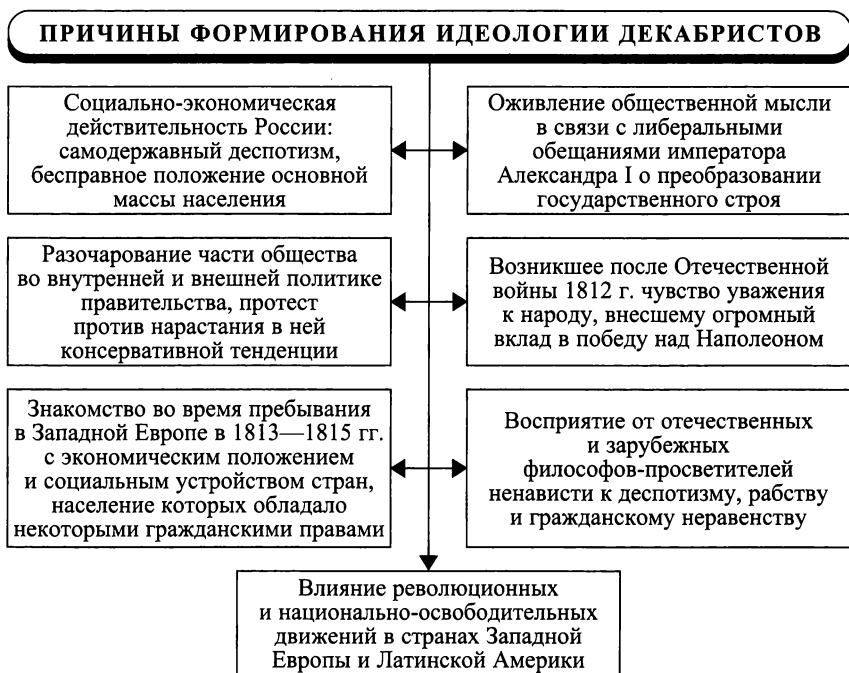 ПРИЧИНЫ ФОРМИРОВАНИЯ ИДЕОЛОГИИ ДЕКАБРИСТОВ
Социально-экономическая
действительность России:
самодержавный деспотизм,
бесправное положение основной
массы населения
Оживление общественной мысли
в связи с либеральными
обещаниями императора
Александра I о преобразовании
государственного строя
Разочарование части общества
во внутренней и внешней политике
правительства, протест
против нарастания в ней
консервативной тенденции
Возникшее после Отечественной
войны 1812 г. чувство уважения
к народу, внесшему огромный
вклад в победу над Наполеоном
Знакомство во время пребывания
в Западной Европе в 1813—1815 гг.
с экономическим положением
и социальным устройством стран,
население которых обладало
некоторыми гражданскими правами
Восприятие от отечественных
и зарубежных
философов-просветителей
ненависти к деспотизму, рабству
и гражданскому неравенству
Влияние революционных
и национально-освободительных
движений в странах Западной
Европы и Латинской Америки